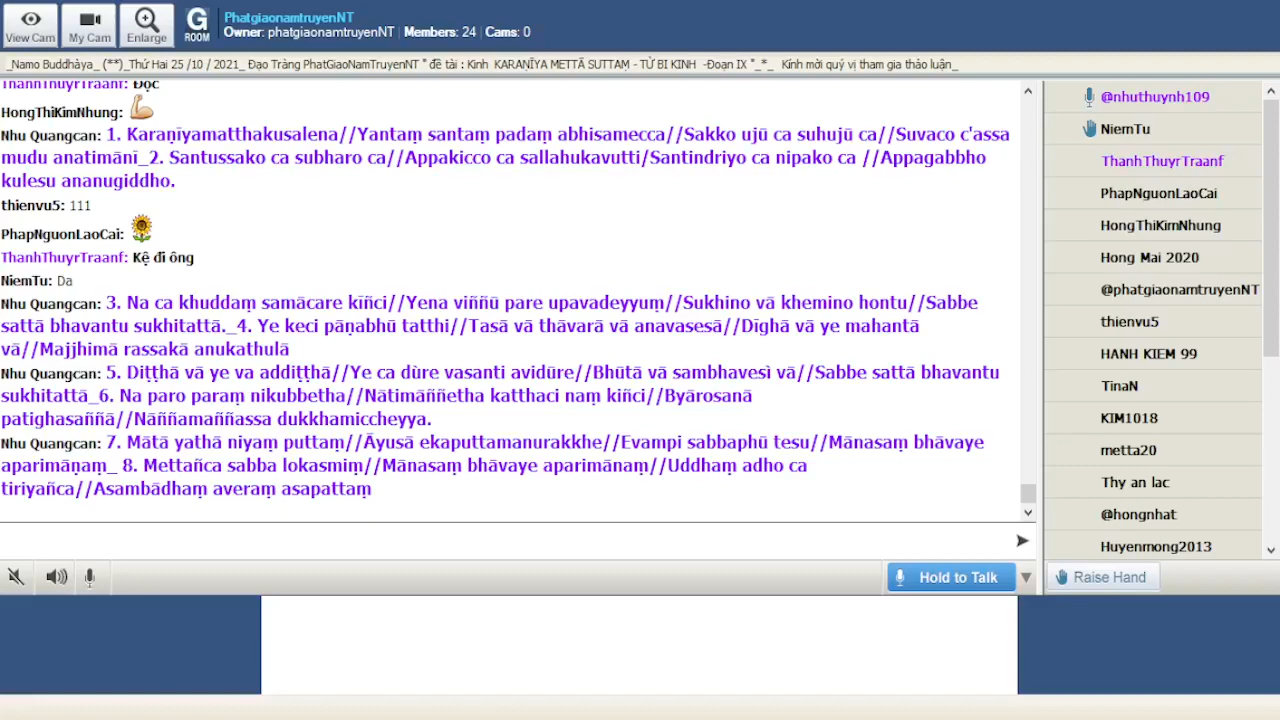 View Cam
My Cam
Enlarge
G
ROOM
PhatgiaonamtruyenNT
Owner: phatgiaonamtruyenNT | Members: 24 | Cams: 0
_Namo Buddhàya_ (**)_Thứ Hai 25 /10 / 2021_ Đạo Tràng PhatGiaoNamTruyenNT " đề tài : Kinh KARAṆĪYA METTĀ SUTTAṂ - TỪ BI KINH -Đoạn IX "_*_ Kính mời quý vị tham gia thảo luận_
ThanhThuyrTraanf: Đọc
HongThiKimNhung:
Nhu Quangcan: 1. Karaṇīyamatthakusalena//Yantaṃ santaṃ padaṃ abhisamecca//Sakko ujū ca suhujū ca//Suvaco c'assa
mudu anatimānī_2. Santussako ca subharo ca//Appakicco ca sallahukavutti/Santindriyo ca nipako ca //Appagabbho
kulesu ananugiddho.
thienvu5: 111
PhapNguonLaoCai:
ThanhThuyrTraanf: Kệ đi ông
NiemTu: Da
Nhu Quangcan: 3. Na ca khuddaṃ samācare kīñci//Yena viññū pare upavadeyyuṃ//Sukhino vā khemino hontu//Sabbe
sattā bhavantu sukhitattā._4. Ye keci pāṇabhū tatthi//Tasā vā thāvarā vā anavasesā//Dīghā vā ye mahantā
vā//Majjhimā rassakā anukathulā
Nhu Quangcan: 5. Diṭṭhā vā ye va addiṭṭhā//Ye ca dùre vasanti avidūre//Bhūtā vā sambhavesì vā//Sabbe sattā bhavantu
sukhitattā_6. Na paro paraṃ nikubbetha//Nātimāññetha katthaci naṃ kiñci//Byārosanā
patighasaññā//Nāññamaññassa dukkhamiccheyya.
Nhu Quangcan: 7. Mātā yathā niyaṃ puttaṃ//Āyusā ekaputtamanurakkhe//Evampi sabbaphū tesu//Mānasaṃ bhāvaye
aparimāṇaṃ_ 8. Mettañca sabba lokasmiṃ//Mānasaṃ bhāvaye aparimānaṃ//Uddhaṃ adho ca
tiriyañca//Asambādhaṃ averaṃ asapattaṃ
Hold to Talk
@nhuthuynh109
NiemTu
ThanhThuyrTraanf
PhapNguonLaoCai
HongThiKimNhung
Hong Mai 2020
@phatgiaonamtruyenNT
thienvu5
HANH KIEM 99
TinaN
KIM1018
metta20
Thy an lac
@hongnhat
Huyenmong2013
Raise Hand